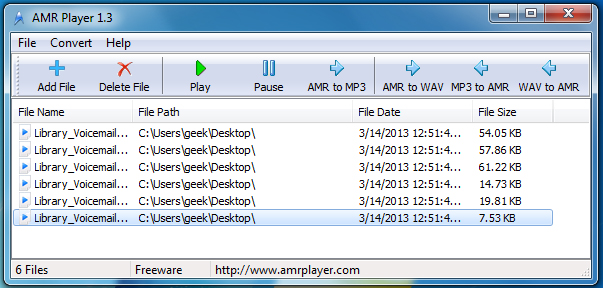 AMR Player 1.3
File Convert Help
Add File Delete File Play Pause AMR to MP3 AMR to WAV MP3 to AMR WAV to AMR
File Name File Path File Date File Size
Library_Voicemail... C:\Users\geek\Desktop\ 3/14/2013 12:51:4... 54.05 KB
Library_Voicemail... C:\Users\geek\Desktop\ 3/14/2013 12:51:4... 57.86 KB
Library_Voicemail... C:\Users\geek\Desktop\ 3/14/2013 12:51:4... 61.22 KB
Library_Voicemail... C:\Users\geek\Desktop\ 3/14/2013 12:51:4... 14.73 KB
Library_Voicemail... C:\Users\geek\Desktop\ 3/14/2013 12:51:4... 19.81 KB
Library_Voicemail... C:\Users\geek\Desktop\ 3/14/2013 12:51:4... 7.53 KB
6 Files Freeware http://www.amrplayer.com